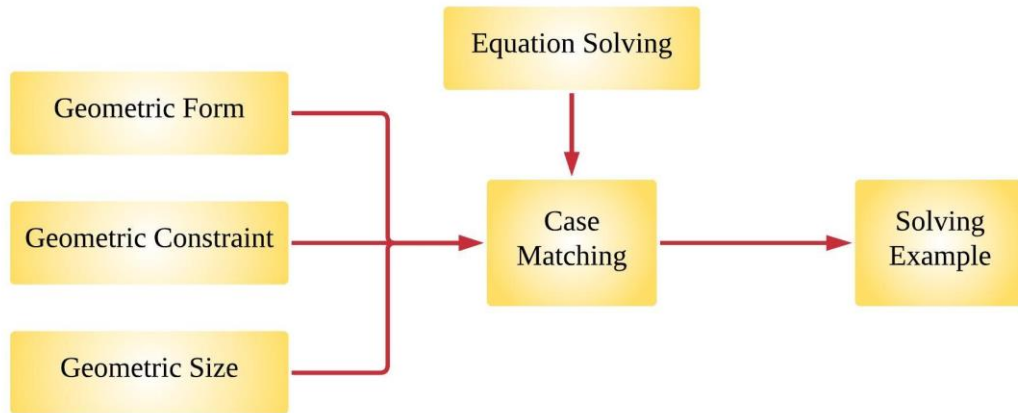 Equation Solving
Geometric Form
Geometric Constraint
Case
Matching
Solving
Example
Geometric Size